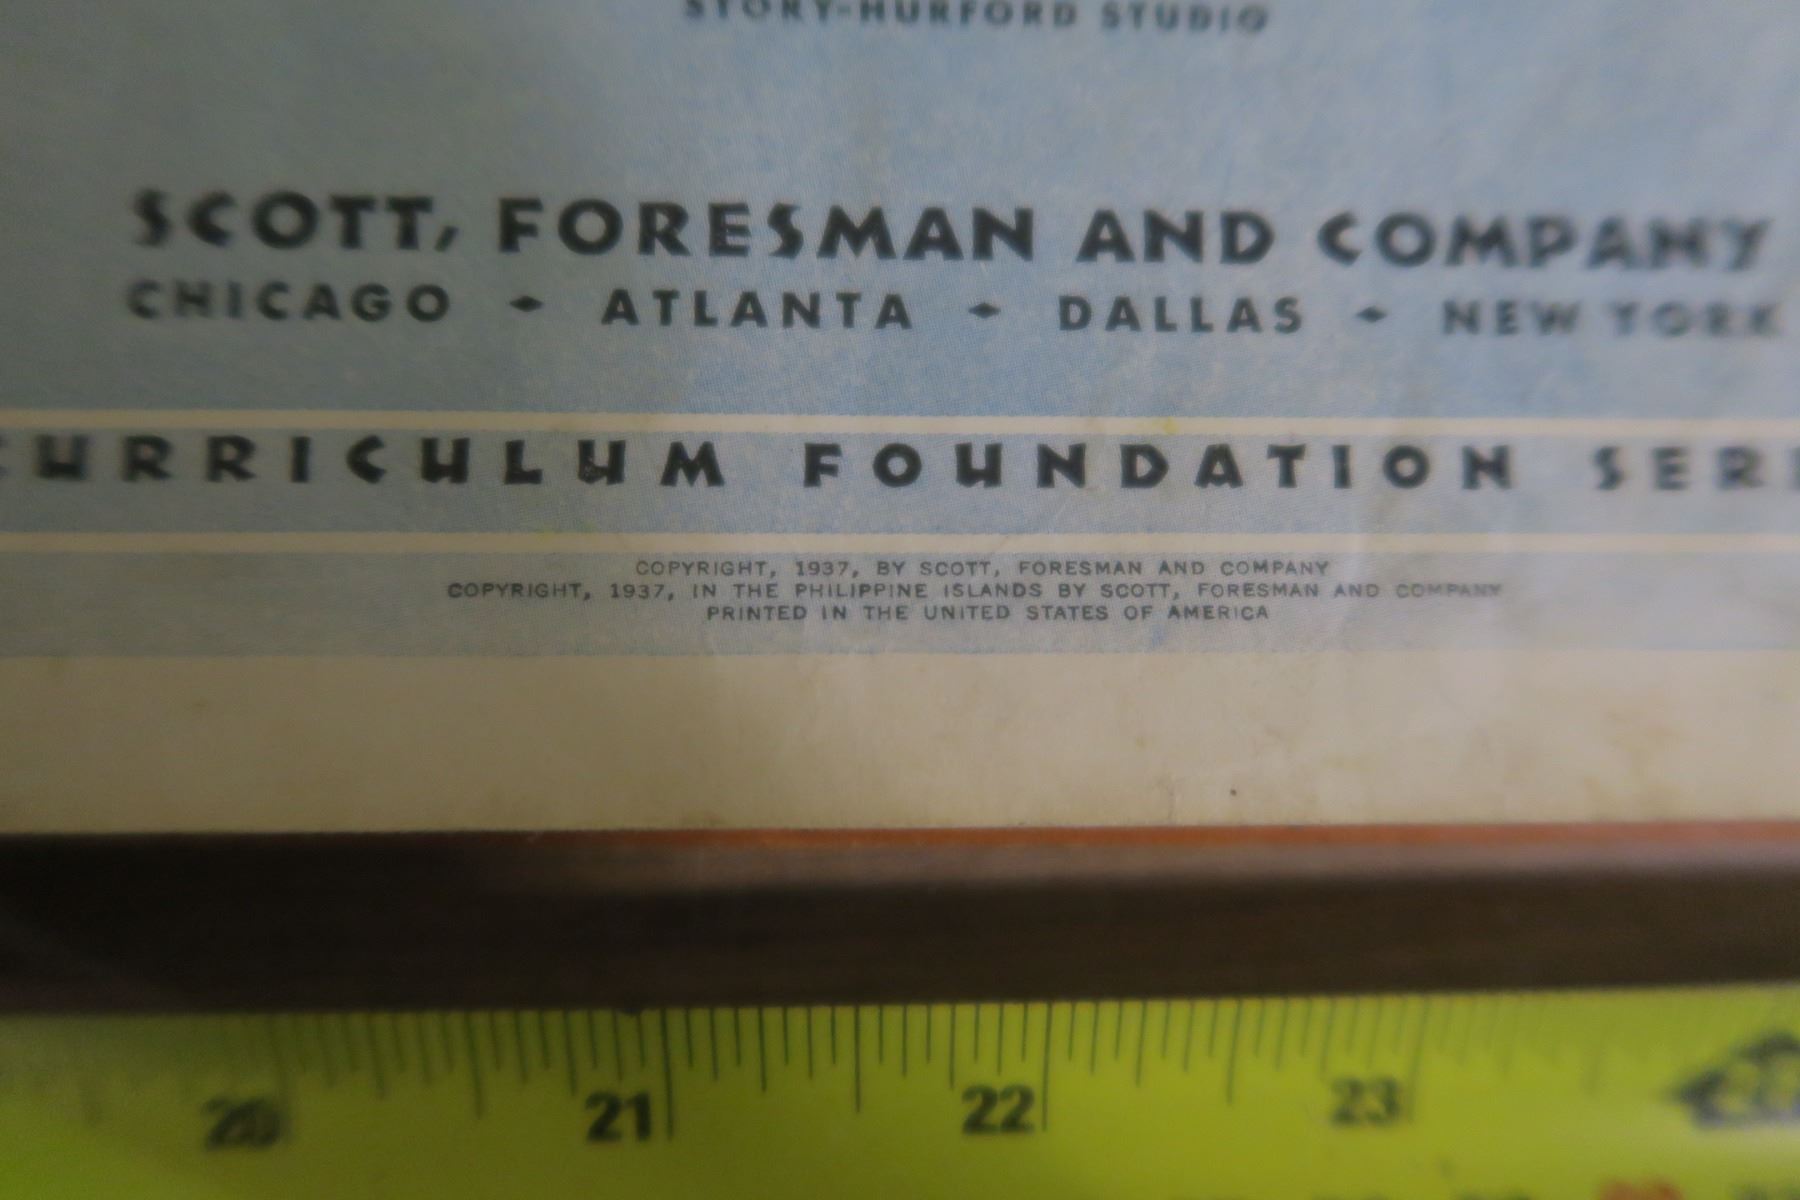 STORY-HURFORD STUDIO
SCOTT, FORESMAN AND COMPANY
CHICAGO ♦ ATLANTA ♦ DALLAS ♦ NEW YORK
CURRICULUM FOUNDATION SERI
COPYRIGHT, 1937, BY SCOTT, FORESMAN AND COMPANY
COPYRIGHT, 1937, IN THE PHILIPPINE ISLANDS BY SCOTT, FORESMAN AND COMPANY
PRINTED IN THE UNITED STATES OF AMERICA
20 21 22 23